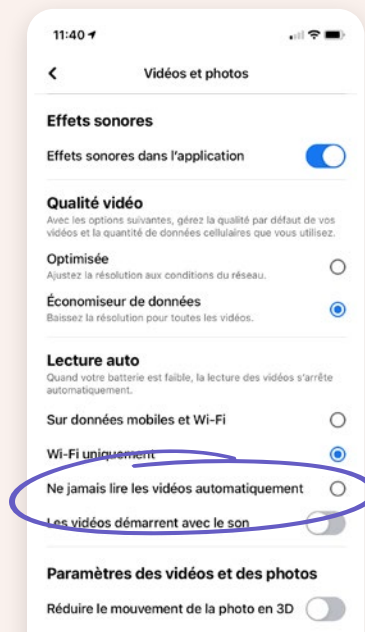 11:40
Vidéos et photos
Effets sonores
Effets sonores dans l'application
Qualité vidéo
Avec les options suivantes, gérez la qualité par défaut de vos
vidéos et la quantité de données cellulaires que vous utilisez.
Optimisée
Ajustez la résolution aux conditions du réseau.
Économiseur de données
Baissez la résolution pour toutes les vidéos.
Lecture auto
Quand votre batterie est faible, la lecture des vidéos s'arrête
automatiquement.
Sur données mobiles et Wi-Fi
Wi-Fi uniquement
Ne jamais lire les vidéos automatiquement
Les vidéos démarrent avec le son
Paramètres des vidéos et des photos
Réduire le mouvement de la photo en 3D